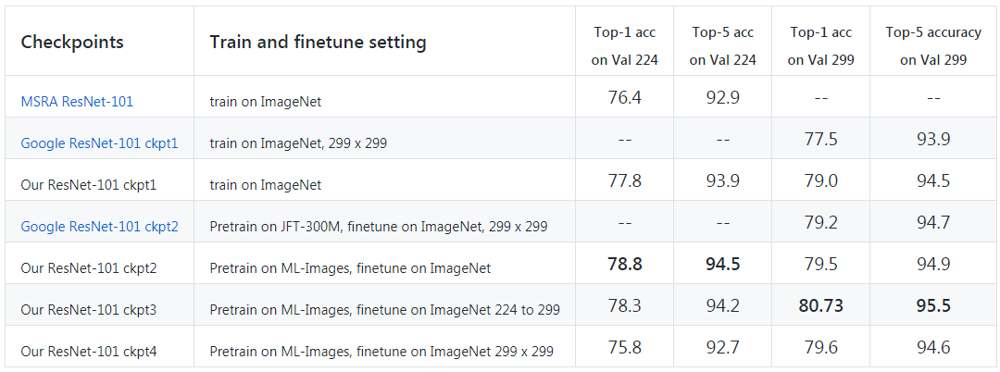 Checkpoints Train and finetune setting Top-1 acc on Val 224 Top-5 acc on Val 224 Top-1 acc on Val 299 Top-5 accuracy on Val 299
MSRA ResNet-101 train on ImageNet 76.4 92.9 -- --
Google ResNet-101 ckpt1 train on ImageNet, 299 x 299 -- -- 77.5 93.9
Our ResNet-101 ckpt1 train on ImageNet 77.8 93.9 79.0 94.5
Google ResNet-101 ckpt2 Pretrain on JFT-300M, finetune on ImageNet, 299 x 299 -- -- 79.2 94.7
Our ResNet-101 ckpt2 Pretrain on ML-Images, finetune on ImageNet 78.8 94.5 79.5 94.9
Our ResNet-101 ckpt3 Pretrain on ML-Images, finetune on ImageNet 224 to 299 78.3 94.2 80.73 95.5
Our ResNet-101 ckpt4 Pretrain on ML-Images, finetune on ImageNet 299 x 299 75.8 92.7 79.6 94.6